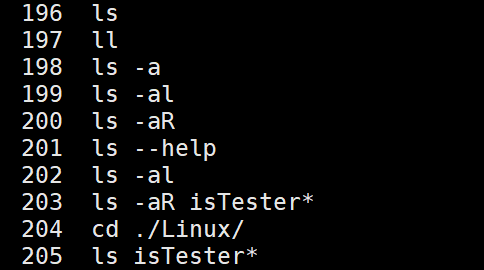 196 ls
197 ll
198 ls -a
199 ls -al
200 ls -aR
201 ls --help
202 ls -al
203 ls -aR isTester*
204 cd ./Linux/
205 ls isTester*